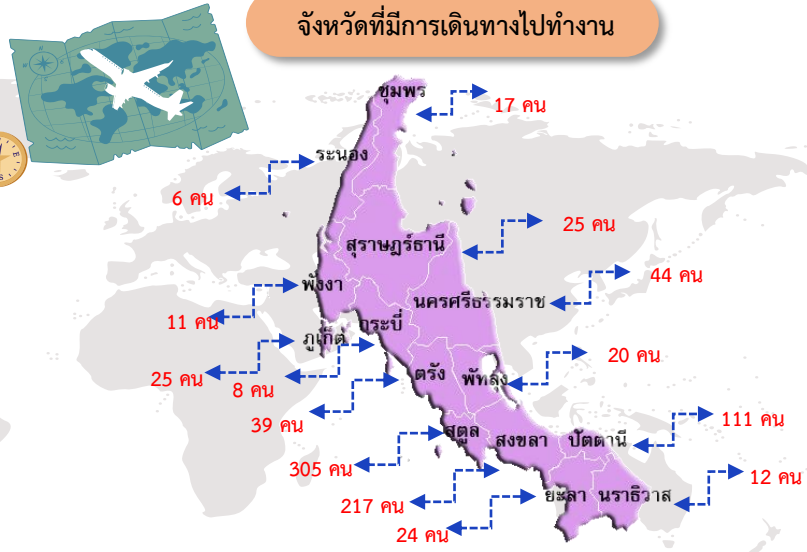 จังหวัดที่มีการเดินทางไปทำงาน
ชุมพร
17 คน
ระนอง
6 คน
สุราษฎร์ธานี
25 คน
พังงา
นครศรีธรรมราช
44 คน
11 คน
กระบี่
ภูเก็ต
ตรัง
พัทลุง
20 คน
25 คน
8 คน
39 คน
111 คน
สตูล
สงขลา
ปัตตานี
305 คน
12 คน
217 คน
ยะลา
นราธิวาส
24 คน